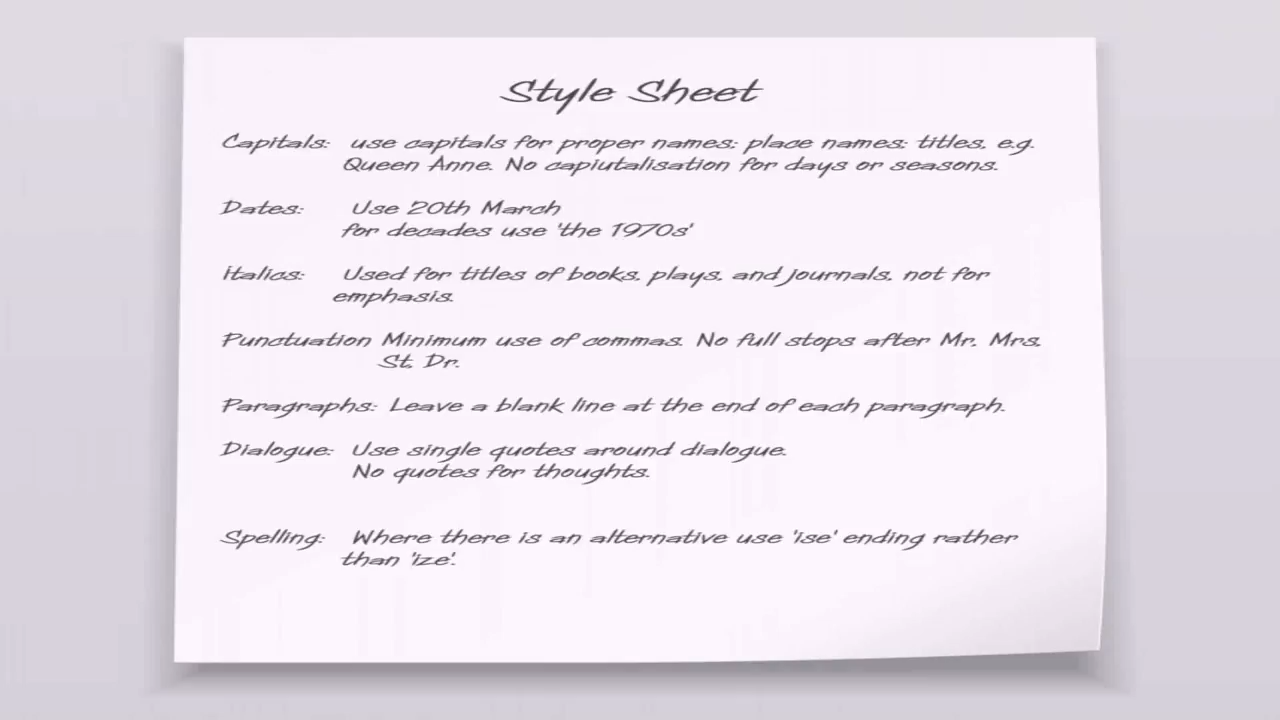 Style Sheet
Capitals: use capitals for proper names; place names; titles, e.g.
Queen Anne. No capiutalisation for days or seasons.
Dates: Use 20th March
for decades use 'the 1970s'
Italics: Used for titles of books, plays, and journals, not for
emphasis.
Punctuation Minimum use of commas. No full stops after Mr, Mrs,
St, Dr.
Paragraphs: Leave a blank line at the end of each paragraph.
Dialogue: Use single quotes around dialogue.
No quotes for thoughts.
Spelling: Where there is an alternative use 'ise' ending rather
than 'ize'.